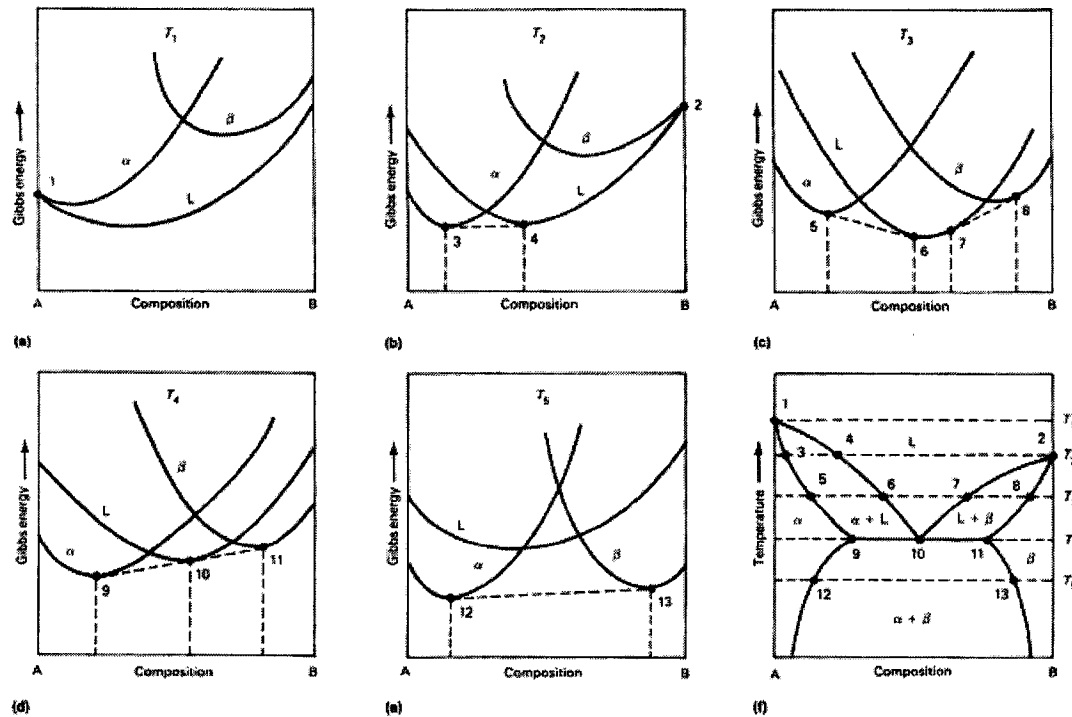 T1
Gibbs energy
1
α
β
L
A Composition B
(a)
T2
Gibbs energy
2
α
β
L
3 4
A Composition B
(b)
T3
Gibbs energy
L
α
β
5 6 7 8
A Composition B
(c)
T4
Gibbs energy
L
α
β
9 10 11
A Composition B
(d)
T5
Gibbs energy
L
α
β
12 13
A Composition B
(e)
Temperature
1 T
4 L 2
3 T
5 6 7 8 T
α α + L L + β
9 10 11 T
β
12 13 T
α + β
A Composition B
(f)